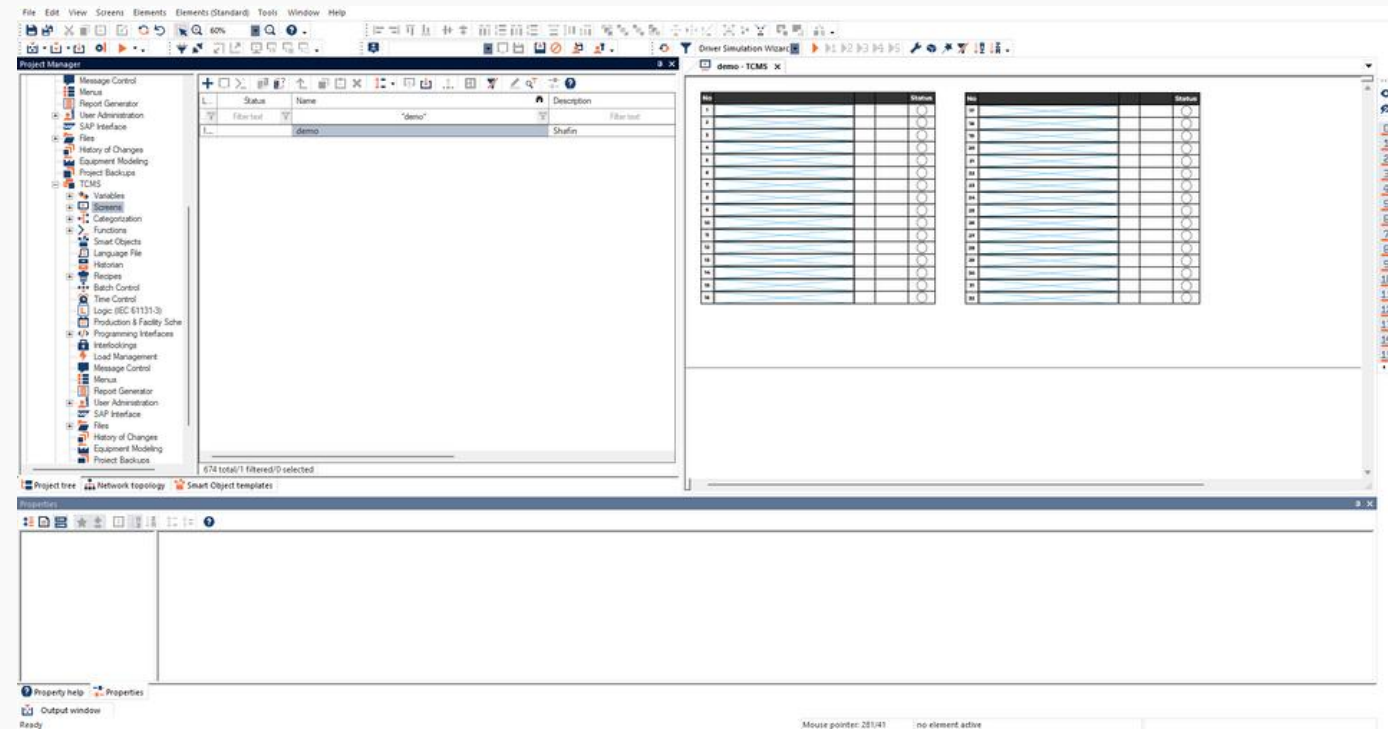 File Edit View Screens Elements Elements (Standard) Tools Window Help
60%
Driver Simulation Wizard
Project Manager
Message Control
Menus
Report Generator
User Administration
SAP Interface
Files
History of Changes
Equipment Modeling
Project Backups
TCMS
Variables
Screens
Categorization
Functions
Smart Objects
Language File
Historian
Recipes
Batch Control
Time Control
Logic (IEC 61131-3)
Production & Facility Sche
Programming Interfaces
Interlockings
Load Management
Message Control
Menus
Report Generator
User Administration
SAP Interface
Files
History of Changes
Equipment Modeling
Project Backups
L... Status Name Description
Filter text "demo" Filter text
demo Shafin
674 total/1 filtered/0 selected
Project tree Network topology Smart Object templates
demo - TCMS
No Status
No Status
Properties
Property help Properties
Output window
Ready Mouse pointer: 281/41 no element active